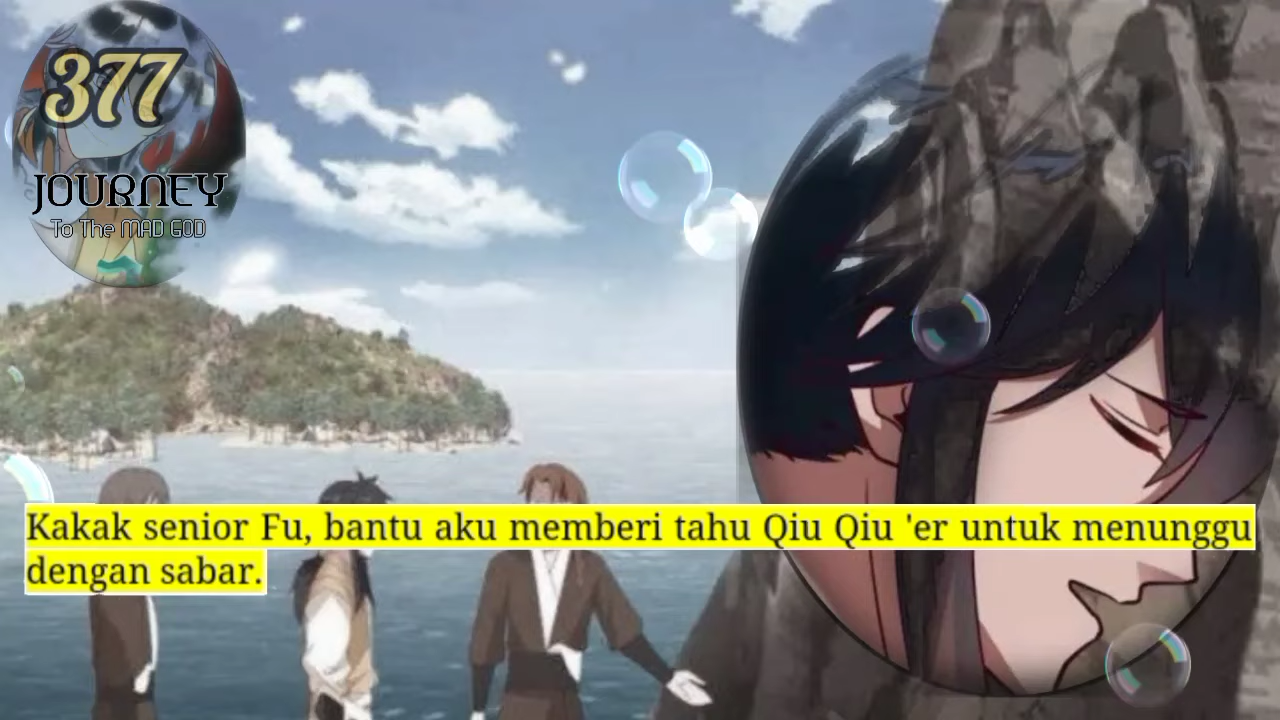 377
JOURNEY
To The MAD GOD
Kakak senior Fu, bantu aku memberi tahu Qiu Qiu 'er untuk menunggu
dengan sabar.